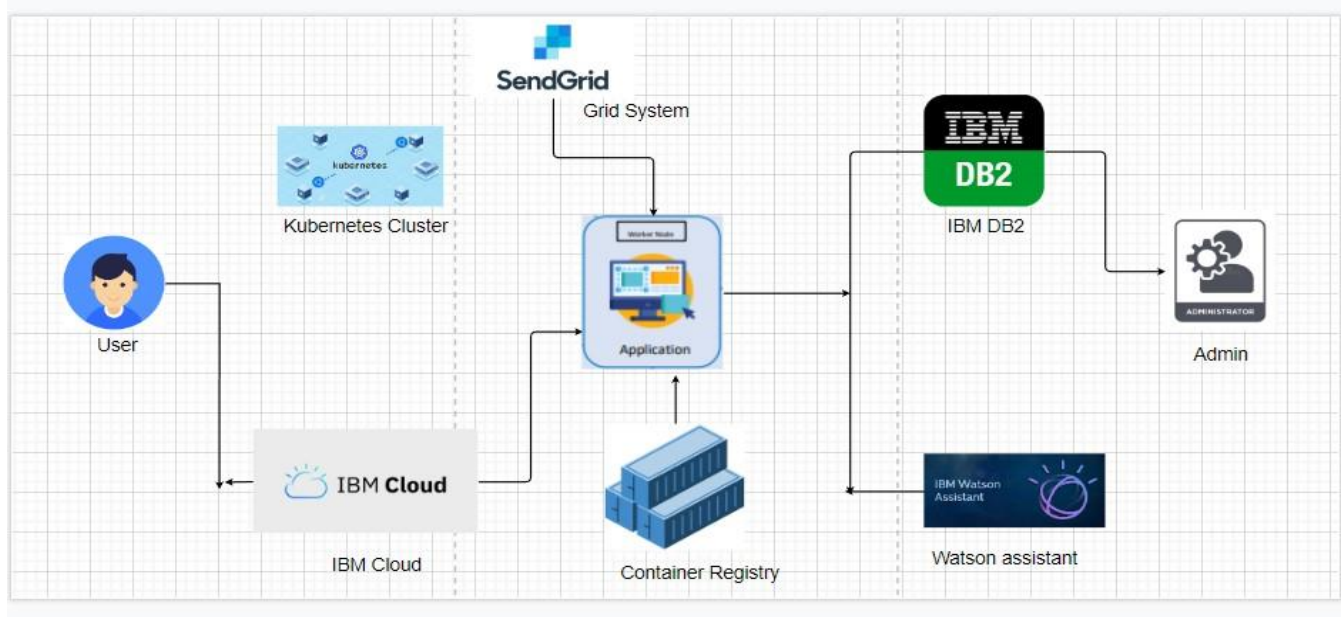 SendGrid
Grid System
kubernetes
Kubernetes Cluster
User
Worker Node
Application
IBM
DB2
IBM DB2
ADMINISTRATOR
Admin
IBM Cloud
IBM Cloud
Container Registry
IBM Watson
Assistant
Watson assistant